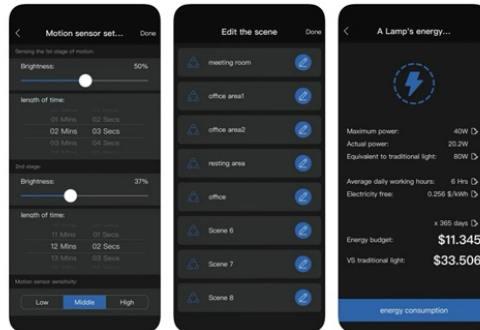 Motion sensor set...
Done
Sensing the 1st stage of motion:
Brightness:
50%
length of time:
01 Mins 02 Secs
02 Mins 03 Secs
03 Mins 04 Secs
2nd stage:
Brightness:
37%
length of time:
11 Mins 01 Secs
12 Mins 02 Secs
13 Mins 03 Secs
Motion sensor sensitivity:
Low
Middle
High
Edit the scene
Done
meeting room
office area1
office area2
resting area
office
Scene 6
Scene 7
Scene 8
A Lamp's energy...
Maximum power: 40W
Actual power: 20.2W
Equivalent to traditional light: 80W
Average daily working hours: 6 Hrs
Electricity free: 0.256 $/kWh
x 365 days
Energy budget: $11.345
VS traditional light: $33.506
energy consumption